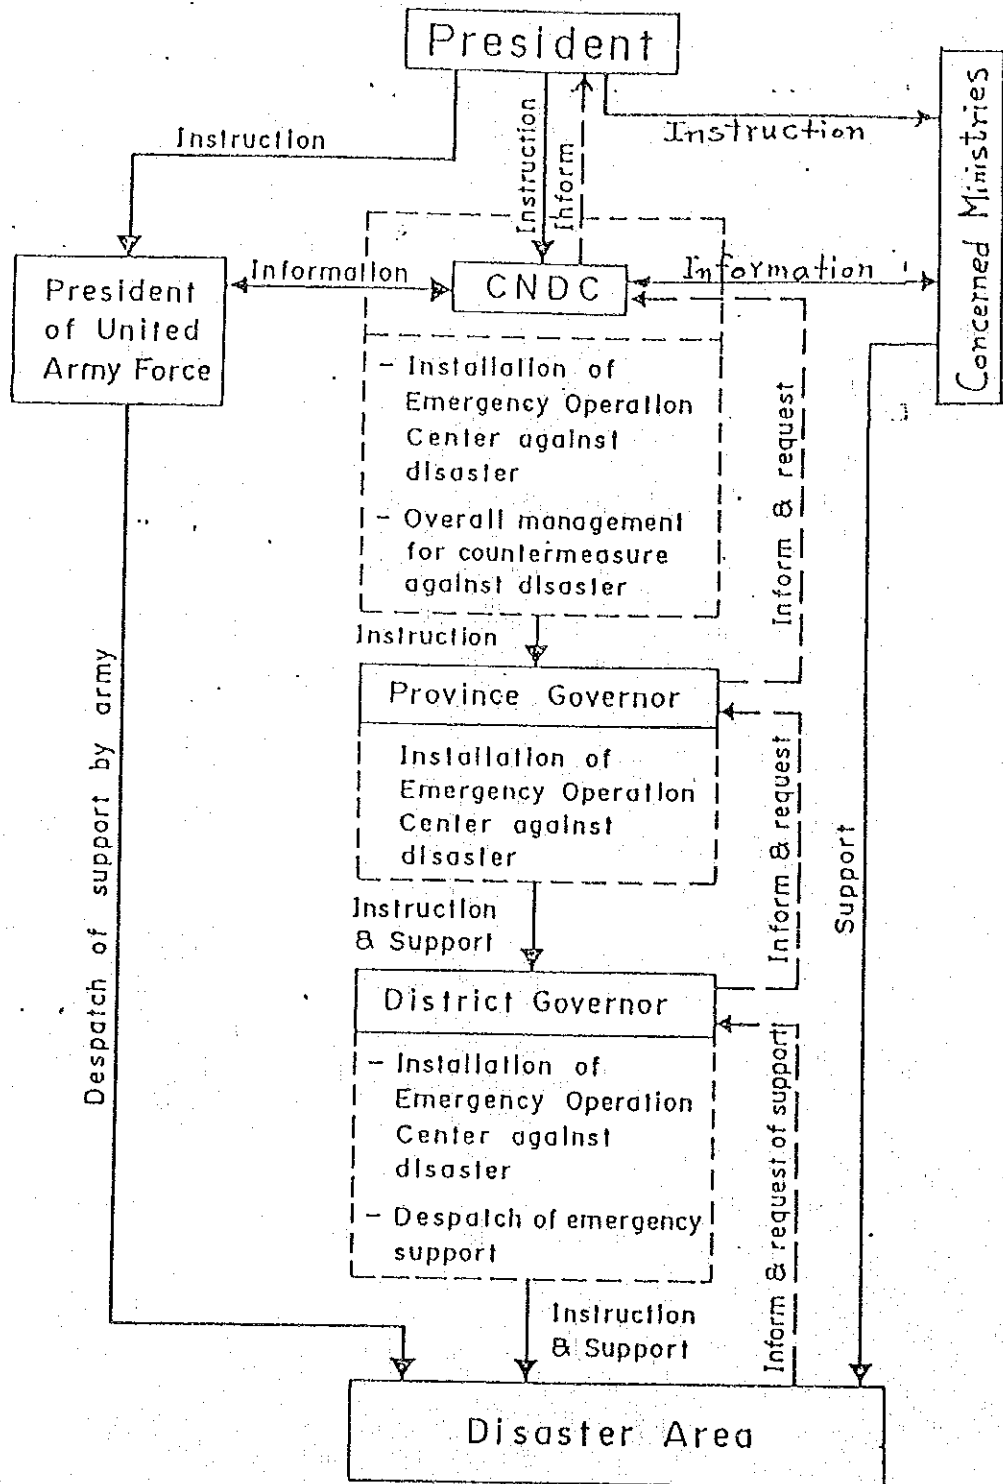 President
Instruction
Instruction
Inform
Instruction
Concerned Ministries
President
of United
Army Force
Information
CNDC
Information
- Installation of
Emergency Operation
Center against
disaster
- Overall management
for countermeasure
against disaster
Inform & request
Instruction
Province Governor
Installation of
Emergency Operation
Center against
disaster
Inform & request
Support
Despatch of support by army
Instruction
& Support
District Governor
- Installation of
Emergency Operation
Center against
disaster
- Despatch of emergency
support
Inform & request of support
Instruction
& Support
Disaster Area